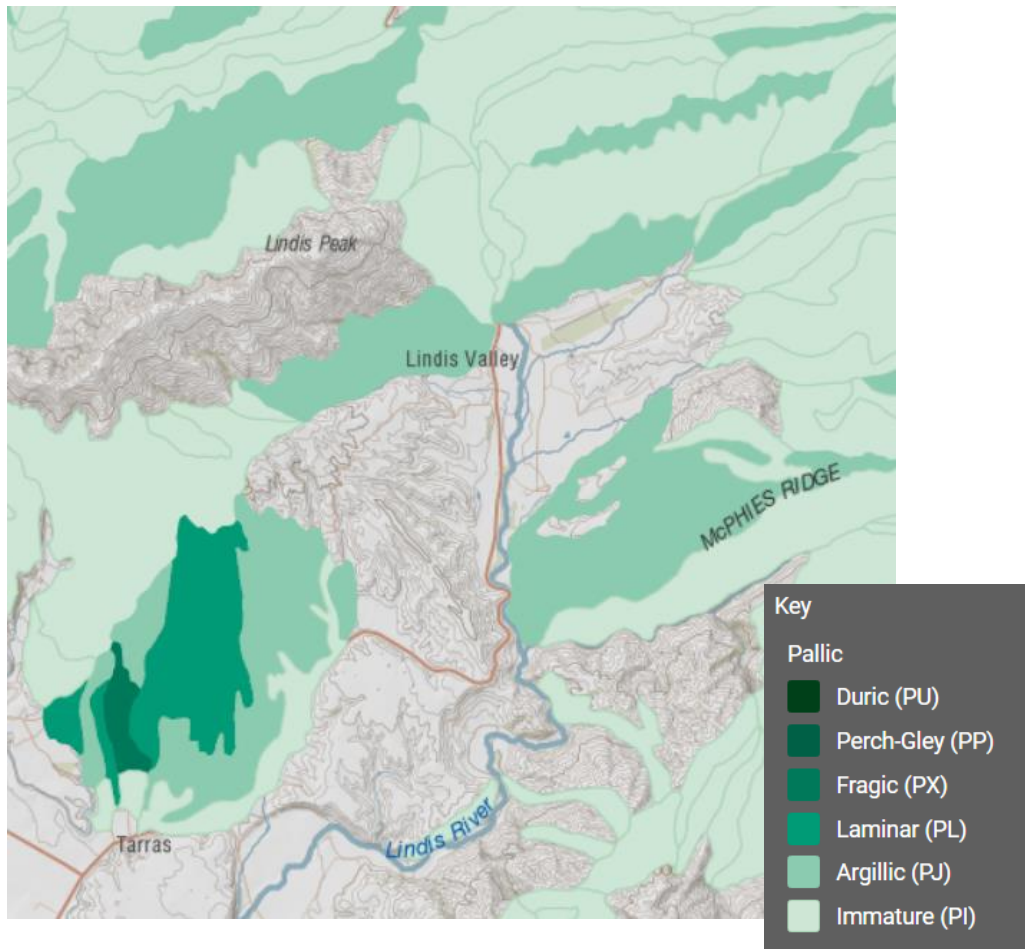 Lindis Peak
Lindis Valley
McPHIES RIDGE
Lindis River
Tarras
Key
Pallic
Duric (PU)
Perch-Gley (PP)
Fragic (PX)
Laminar (PL)
Argillic (PJ)
Immature (PI)